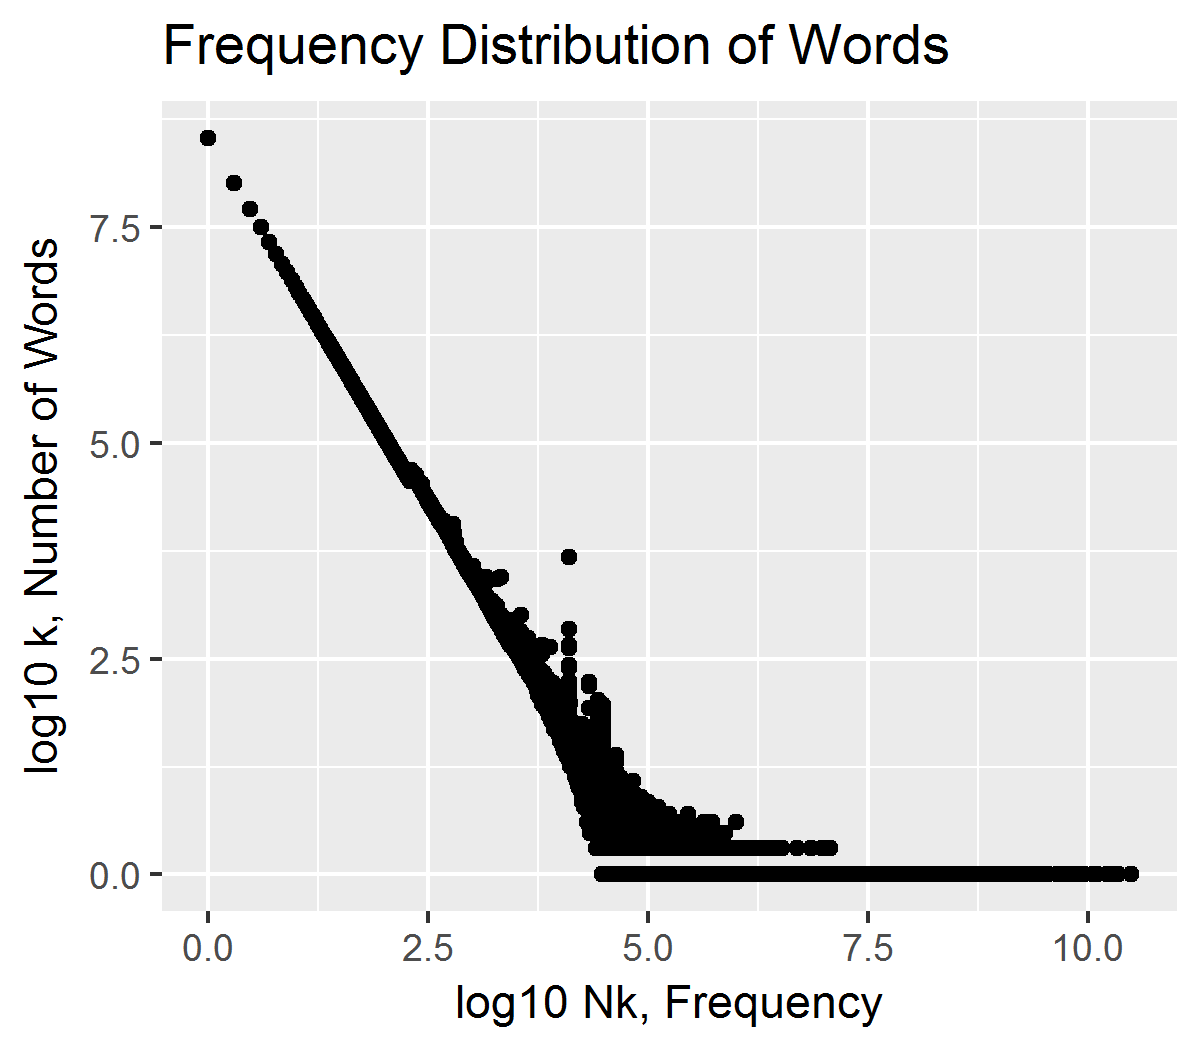 Frequency Distribution of Words
log10 k, Number of Words
7.5
5.0
2.5
0.0
0.0 2.5 5.0 7.5 10.0
log10 Nk, Frequency